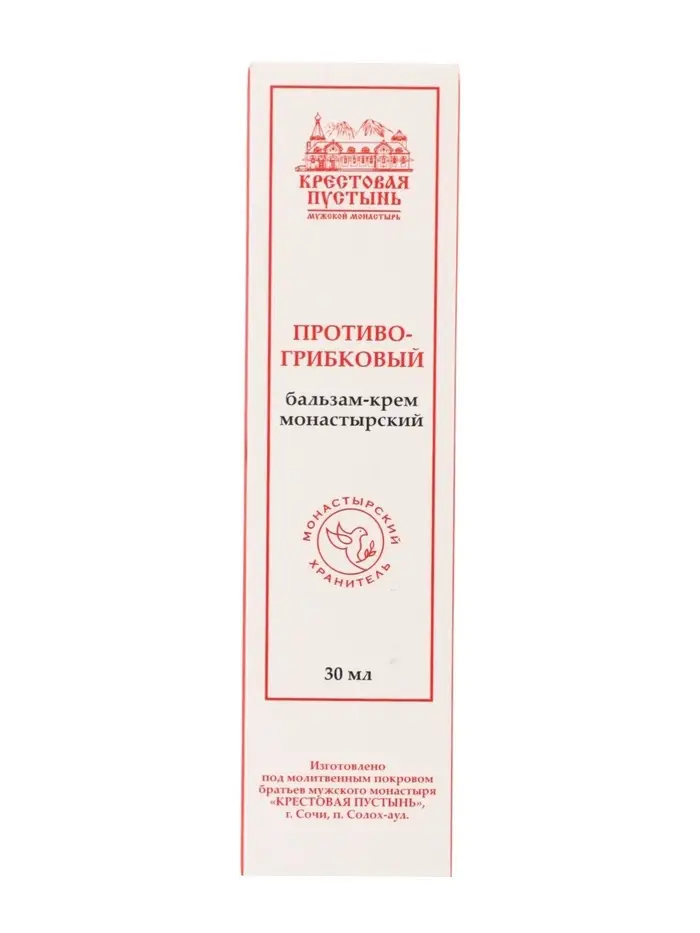 КРЕСТОВАЯ
ПУСТЫНЬ
МУЖСКОЙ МОНАСТЫРЬ
ПРОТИВО-
ГРИБКОВЫЙ
бальзам-крем
монастырский
МОНАСТЫРСКИЙ
ХРАНИТЕЛЬ
30 мл
Изготовлено
под молитвенным покровом
братьев мужского монастыря
«КРЕСТОВАЯ ПУСТЫНЬ»,
г. Сочи, п. Солох-аул.